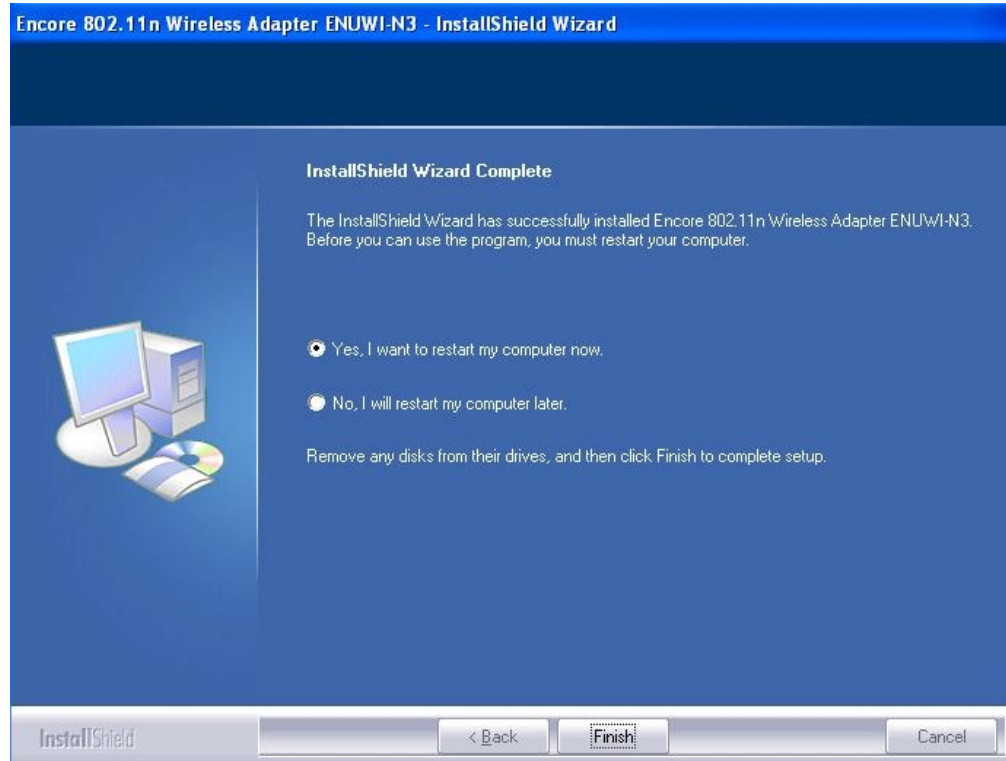 Encore 802.11n Wireless Adapter ENUWI-N3 - InstallShield Wizard
InstallShield Wizard Complete
The InstallShield Wizard has successfully installed Encore 802.11n Wireless Adapter ENUWI-N3.
Before you can use the program, you must restart your computer.
Yes, I want to restart my computer now.
No, I will restart my computer later.
Remove any disks from their drives, and then click Finish to complete setup.
InstallShield
< Back
Finish
Cancel